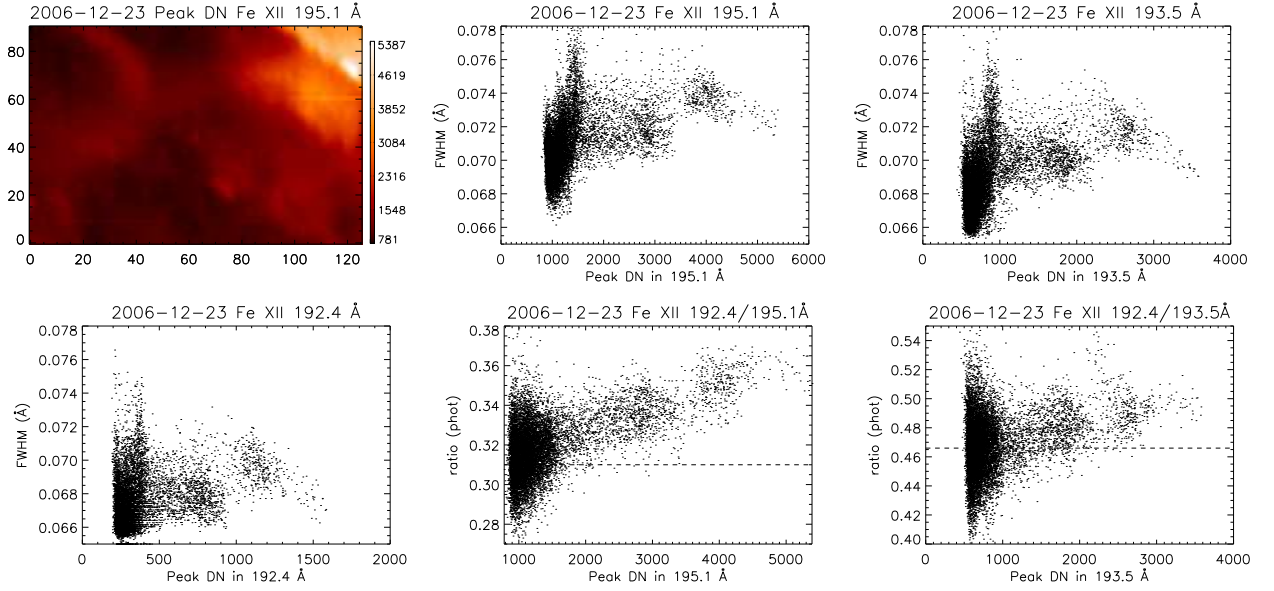 2006-12-23 Peak DN Fe XII 195.1 Å
80
60
40
20
0
0 20 40 60 80 100 120
5387
4619
3852
3084
2316
1548
781
2006-12-23 Fe XII 195.1 Å
FWHM (Å)
0.078
0.076
0.074
0.072
0.070
0.068
0.066
0 1000 2000 3000 4000 5000 6000
Peak DN in 195.1 Å
2006-12-23 Fe XII 193.5 Å
FWHM (Å)
0.078
0.076
0.074
0.072
0.070
0.068
0.066
0 1000 2000 3000 4000
Peak DN in 193.5 Å
2006-12-23 Fe XII 192.4 Å
FWHM (Å)
0.078
0.076
0.074
0.072
0.070
0.068
0.066
0 500 1000 1500 2000
Peak DN in 192.4 Å
2006-12-23 Fe XII 192.4/195.1Å
ratio (phot)
0.38
0.36
0.34
0.32
0.30
0.28
1000 2000 3000 4000 5000
Peak DN in 195.1 Å
2006-12-23 Fe XII 192.4/193.5Å
ratio (phot)
0.54
0.52
0.50
0.48
0.46
0.44
0.42
0.40
0 1000 2000 3000 4000
Peak DN in 193.5 Å